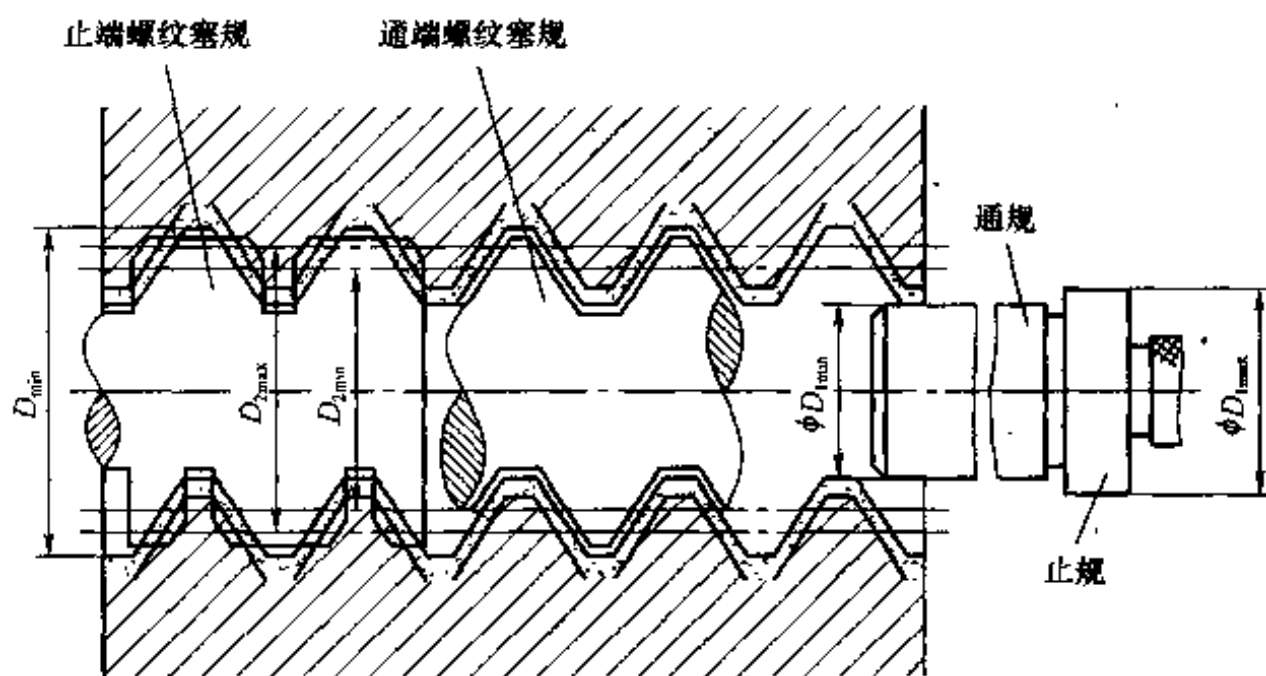 止端螺纹塞规
通端螺纹塞规
通规
D_min
D_2max
D_2min
φD_1min
φD_1max
止规